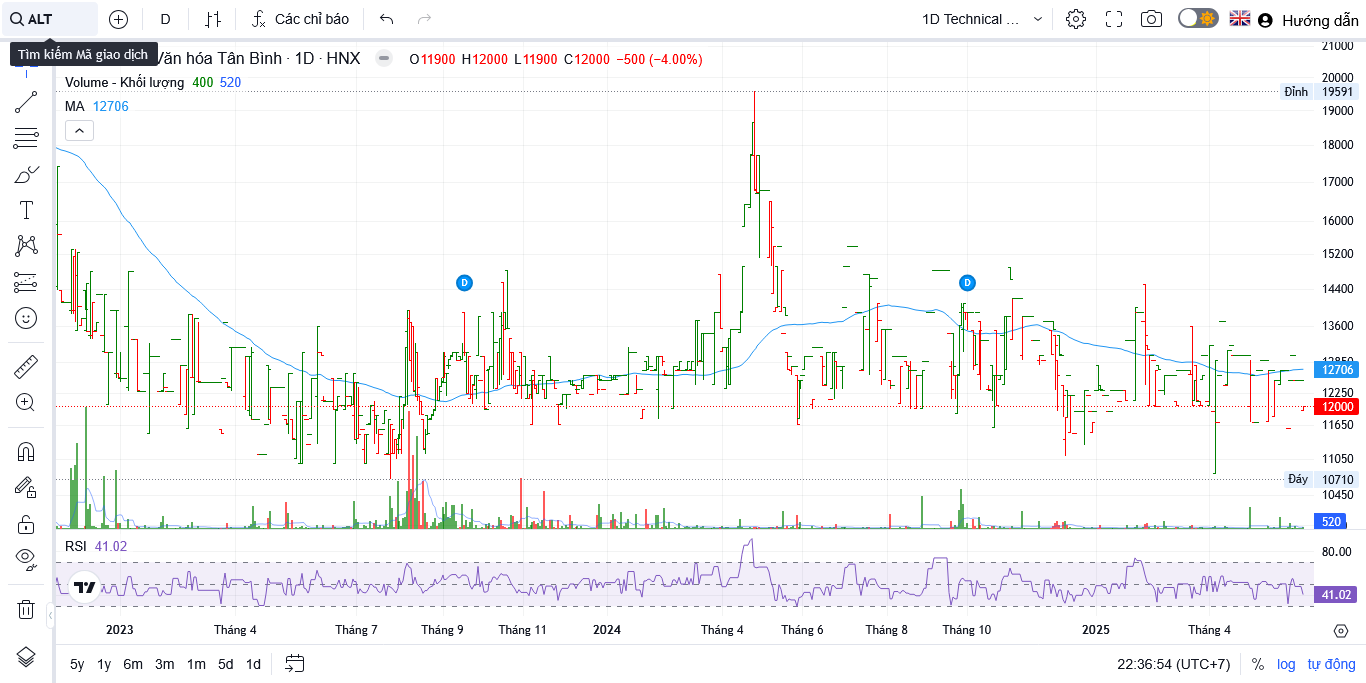 ALT
D
Các chỉ báo
1D Technical ...
Hướng dẫn
Tìm kiếm Mã giao dịch
Văn hóa Tân Bình · 1D · HNX
O11900 H12000 L11900 C12000 −500 (−4.00%)
Volume - Khối lượng 400 520
MA 12706
21000
20000
Đỉnh 19591
19000
18000
17000
16000
15200
14400
13600
12850
12706
12250
12000
11650
11050
Đáy 10710
10450
520
D
D
RSI 41.02
80.00
41.02
2023
Tháng 4
Tháng 7
Tháng 9
Tháng 11
2024
Tháng 4
Tháng 6
Tháng 8
Tháng 10
2025
Tháng 4
5y 1y 6m 3m 1m 5d 1d
22:36:54 (UTC+7)
% log tự động